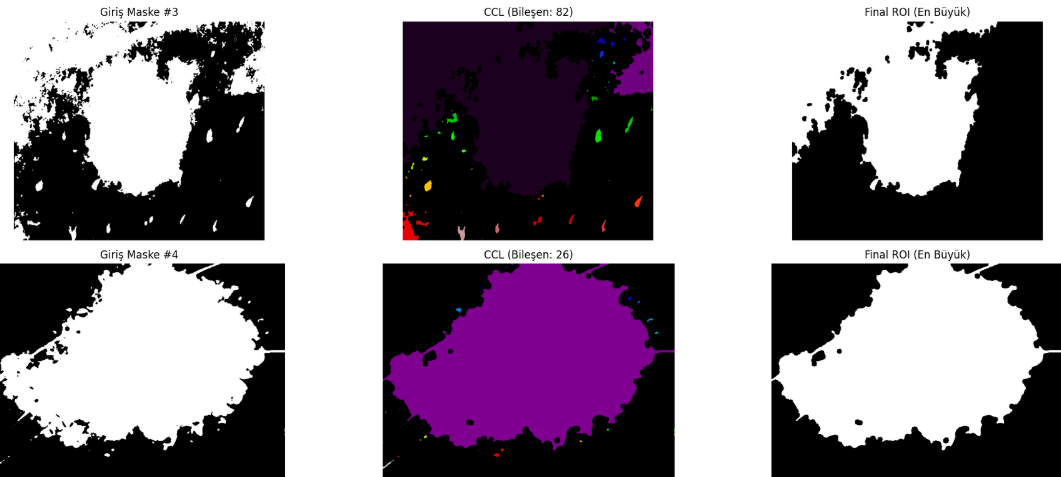 Giriş Maske #3
CCL (Bileşen: 82)
Final ROI (En Büyük)
Giriş Maske #4
CCL (Bileşen: 26)
Final ROI (En Büyük)